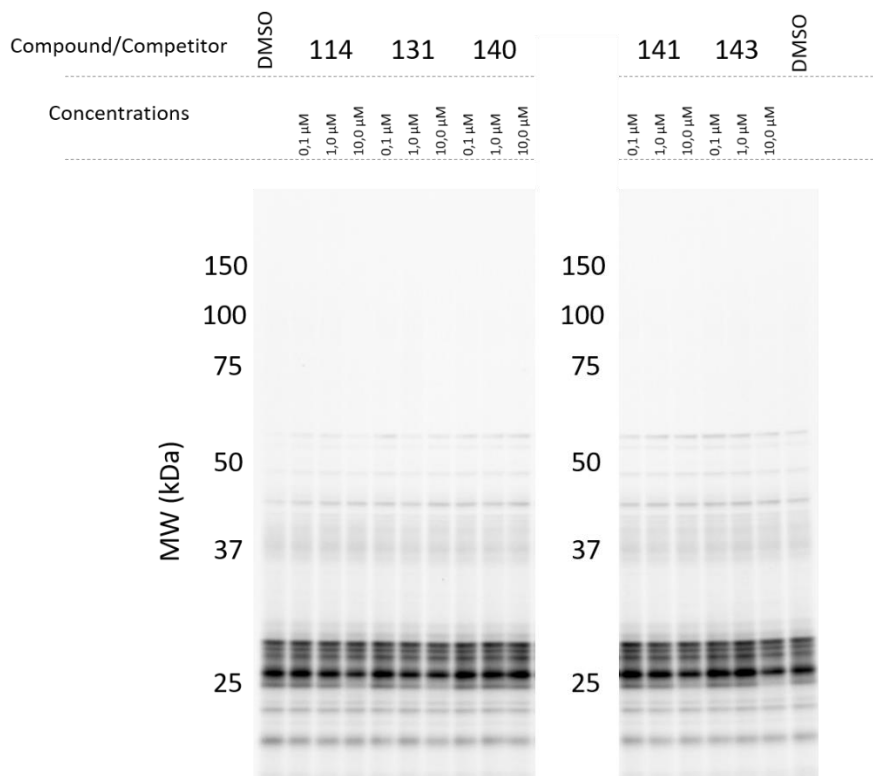 Compound/Competitor DMSO 114 131 140 141 143 DMSO
Concentrations 0,1 µM 1,0 µM 10,0 µM 0,1 µM 1,0 µM 10,0 µM 0,1 µM 1,0 µM 10,0 µM 0,1 µM 1,0 µM 10,0 µM 0,1 µM 1,0 µM 10,0 µM
150 150
100 100
75 75
50 50
MW (kDa)
37 37
25 25